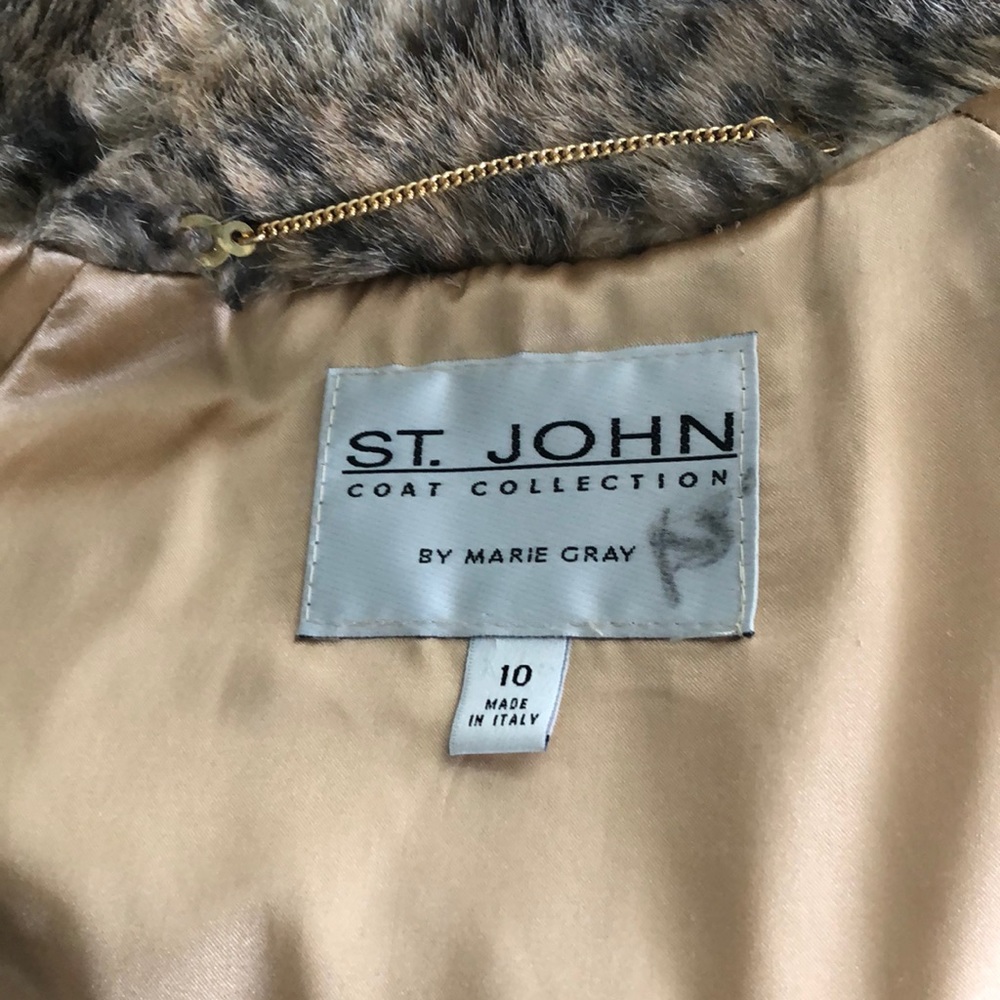 ST. JOHN
COAT COLLECTION
BY MARIE GRAY
10
MADE
IN ITALY